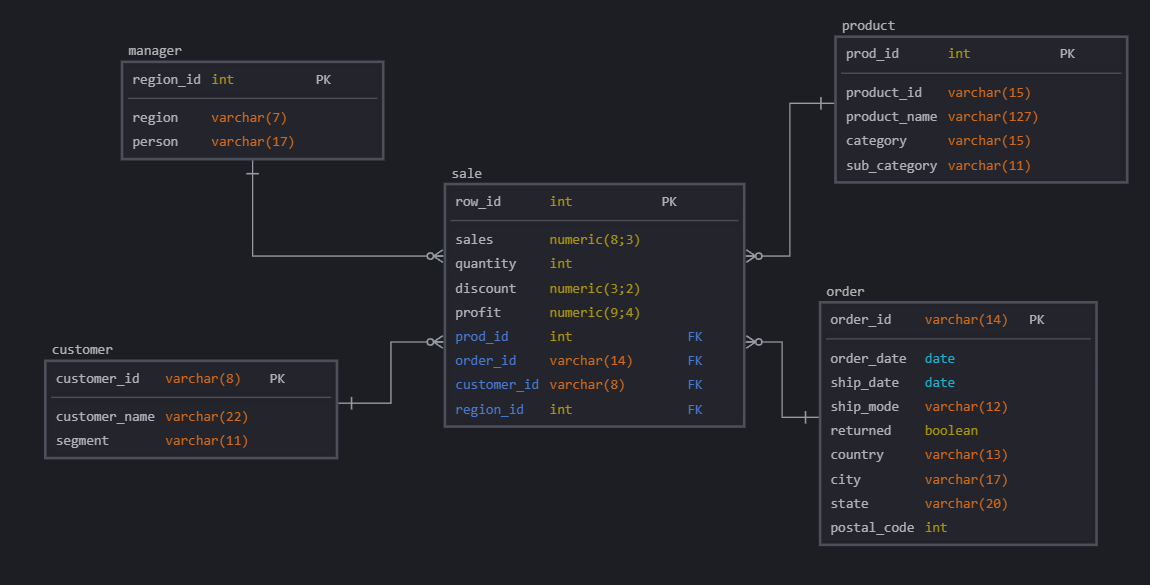 manager
region_id int PK
region varchar(7)
person varchar(17)
product
prod_id int PK
product_id varchar(15)
product_name varchar(127)
category varchar(15)
sub_category varchar(11)
sale
row_id int PK
sales numeric(8;3)
quantity int
discount numeric(3;2)
profit numeric(9;4)
prod_id int FK
order_id varchar(14) FK
customer_id varchar(8) FK
region_id int FK
customer
customer_id varchar(8) PK
customer_name varchar(22)
segment varchar(11)
order
order_id varchar(14) PK
order_date date
ship_date date
ship_mode varchar(12)
returned boolean
country varchar(13)
city varchar(17)
state varchar(20)
postal_code int